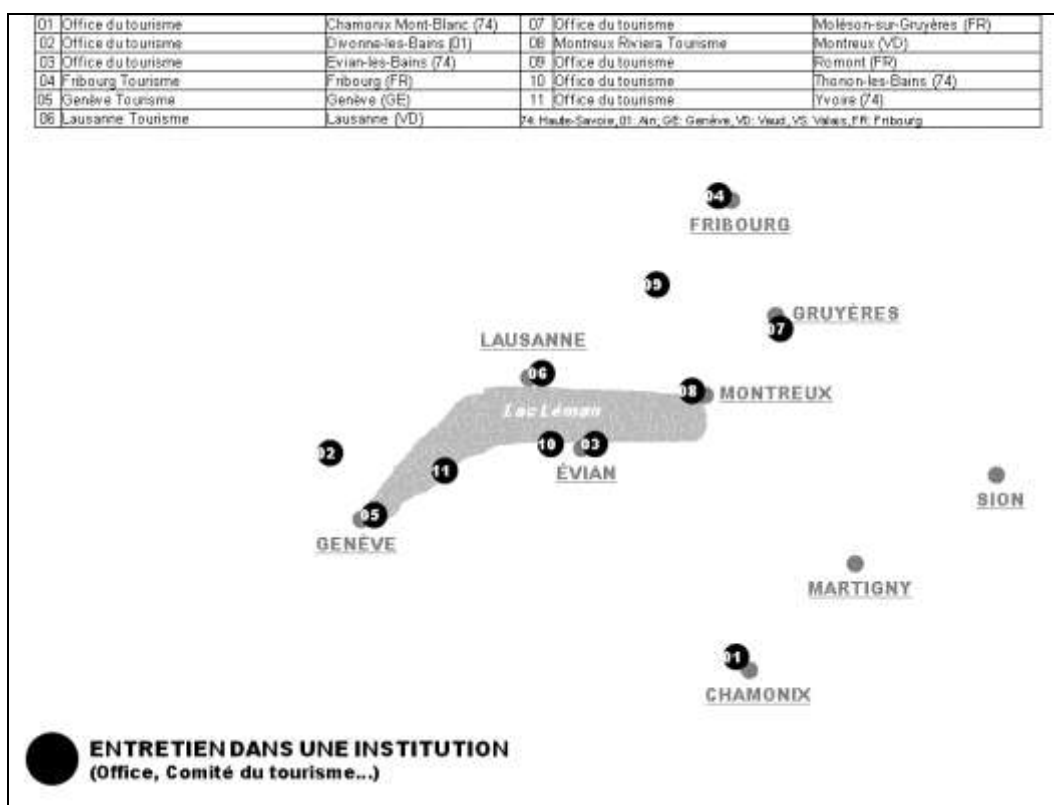 01 Office du tourisme Chamonix Mont-Blanc (74) 07 Office du tourisme Moléson-sur-Gruyères (FR)
02 Office du tourisme Divonne-les-Bains (01) 08 Montreux Riviera Tourisme Montreux (VD)
03 Office du tourisme Evian-les-Bains (74) 09 Office du tourisme Romont (FR)
04 Fribourg Tourisme Fribourg (FR) 10 Office du tourisme Thonon-les-Bains (74)
05 Genève Tourisme Genève (GE) 11 Office du tourisme Yvoire (74)
06 Lausanne Tourisme Lausanne (VD) 74: Haute-Savoie, 01: Ain, GE: Genève, VD: Vaud, VS: Valais, FR: Fribourg
04
FRIBOURG
09
GRUYÈRES
07
LAUSANNE
06
08 MONTREUX
Lac Léman
10 03
02
ÉVIAN
11
SION
05
GENÈVE
MARTIGNY
01
CHAMONIX
ENTRETIEN DANS UNE INSTITUTION
(Office, Comité du tourisme...)